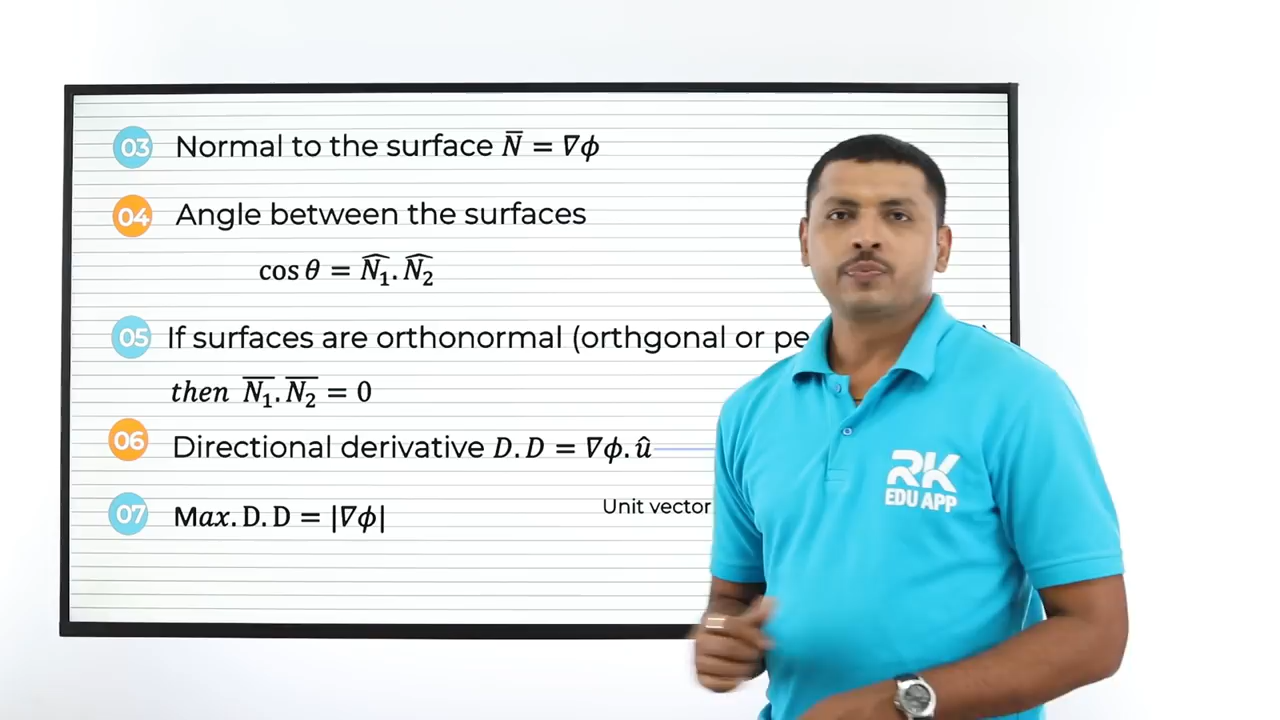 03 Normal to the surface N̅ = ∇ϕ
04 Angle between the surfaces
cos θ = N̂₁.N̂₂
05 If surfaces are orthonormal (orthgonal or
then N̅₁.N̅₂ = 0
06 Directional derivative D.D = ∇ϕ.û
Unit vector
07 Max.D.D = |∇ϕ|
RK
EDU APP